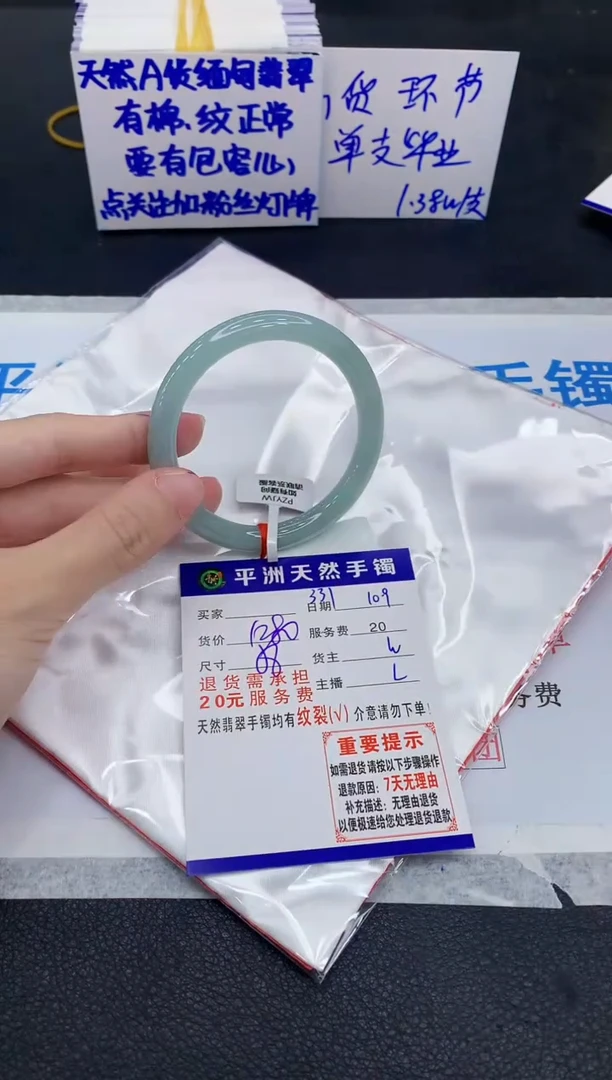 天然A货缅甸翡翠
有棉、纹正常
要有包容心
点关注加粉丝灯牌
货环节
单支毕业
1.38w/支
平
手镯
PZYJW
平洲天然手镯
买家 日期 331 109
货价 服务费 20
尺寸 货主 W
退货需承担 主播 L
20元服务费
天然翡翠手镯均有纹裂(√)介意请勿下单!
重要提示
如需退货请按以下步骤操作
退款原因:7天无理由
补充描述:无理由退货
以便极速给您处理退货退款
务费